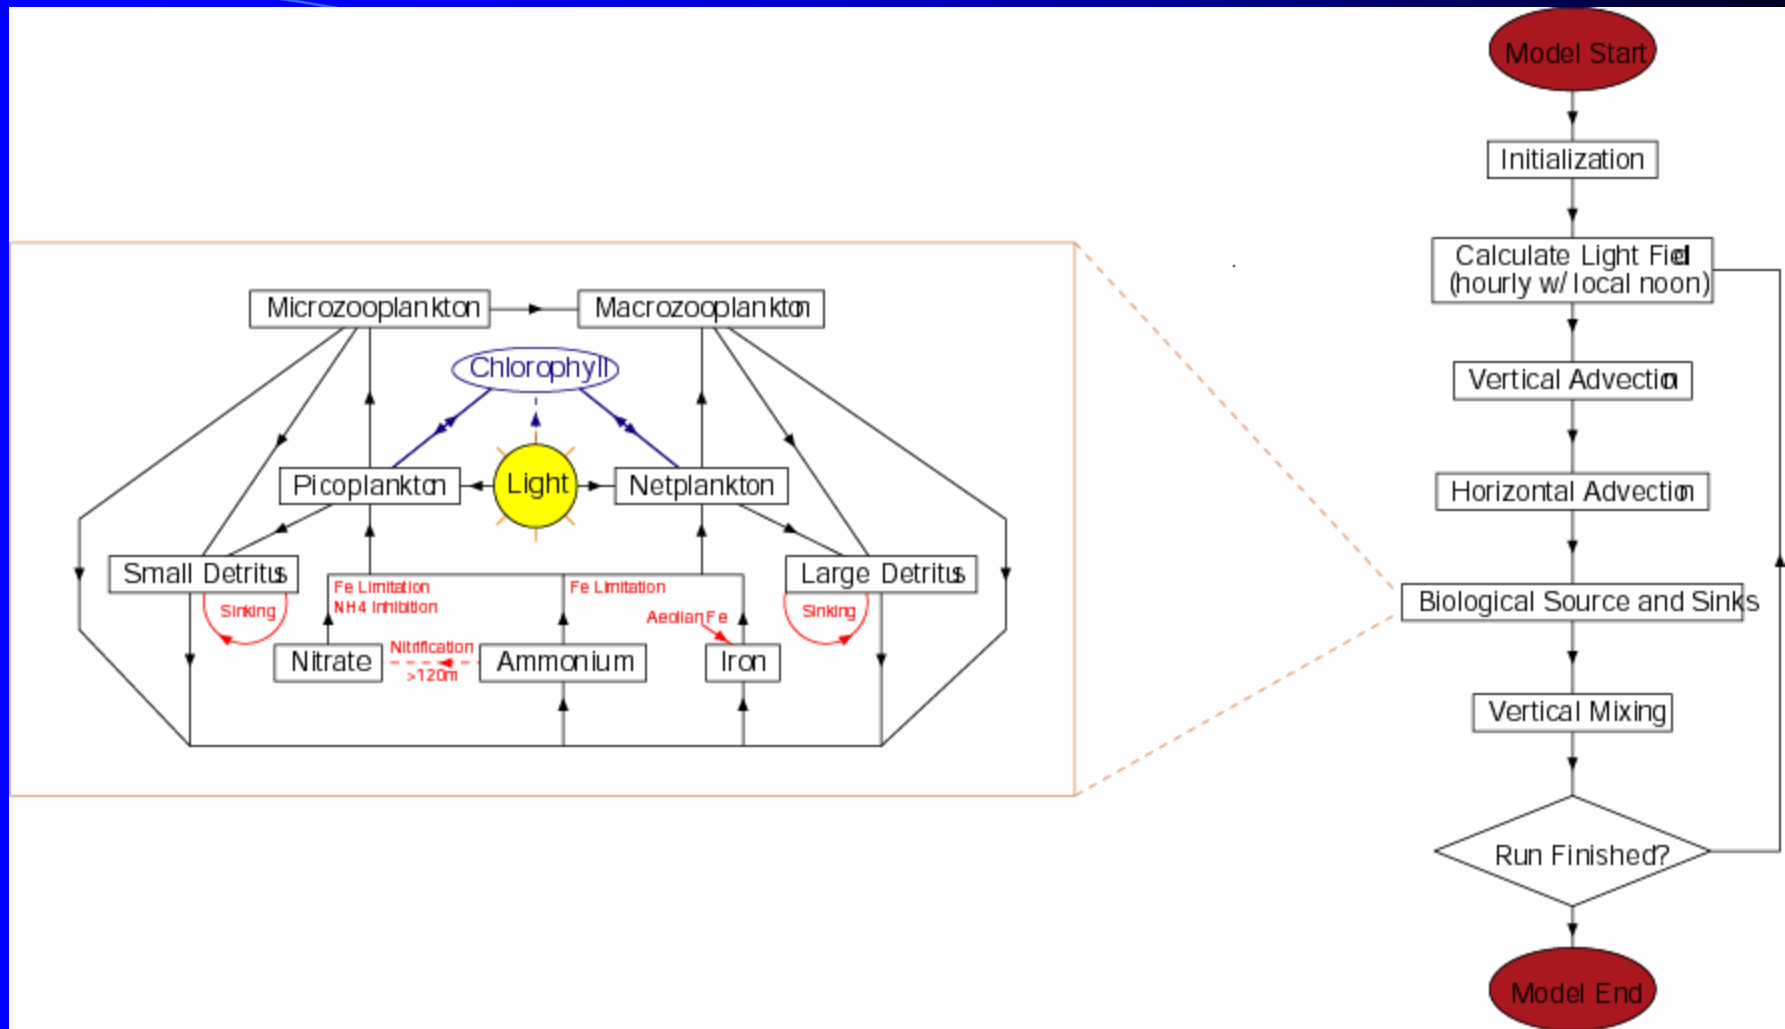 Model Start
Initialization
Calculate Light Field
(hourly w/ local noon)
Vertical Advection
Horizontal Advection
Biological Source and Sinks
Vertical Mixing
Run Finished?
Model End
Microzooplankton
Macrozooplankton
Chlorophyll
Picoplankton
Light
Netplankton
Small Detritus
Large Detritus
Fe Limitation
NH4 Inhibition
Fe Limitation
Sinking
Sinking
Aeolian Fe
Nitrification
>120m
Nitrate
Ammonium
Iron